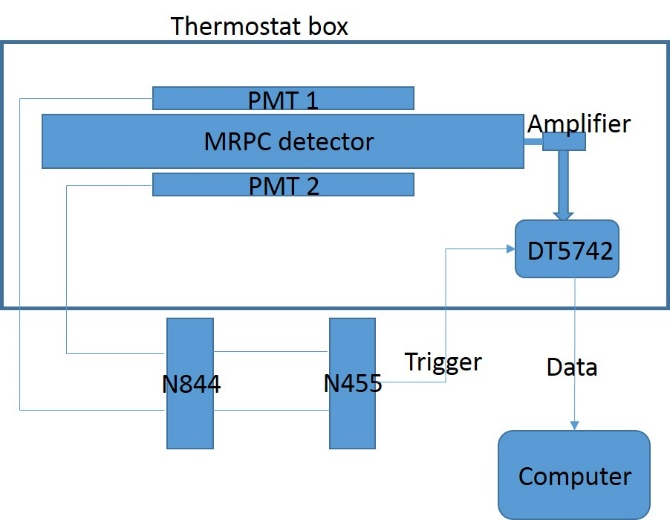 Thermostat box
PMT 1
Amplifier
MRPC detector
PMT 2
DT5742
Trigger
Data
N844
N455
Computer